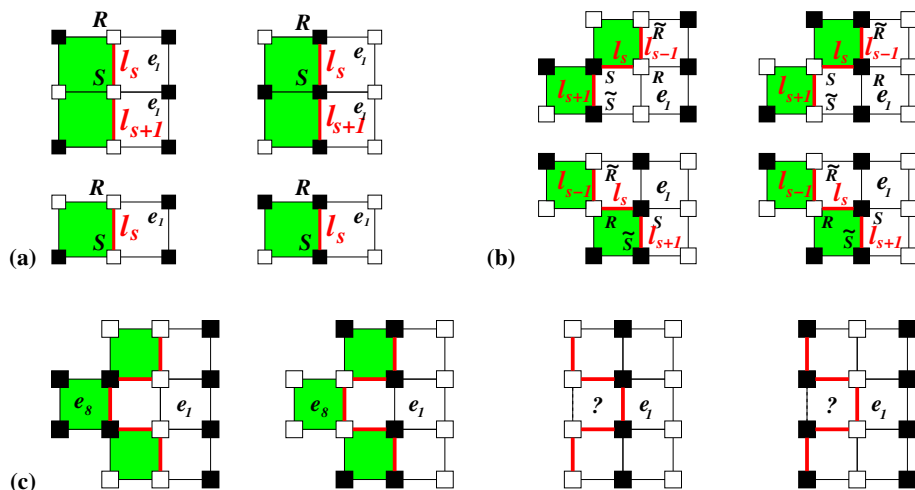 R
l_s e_1
S e_1
l_{s+1}
R
l_s e_1
S e_1
l_{s+1}
R
l_s e_1
S
R
l_s e_1
S
(a)
R̃
l_s l_{s-1}
l_{s+1} S R
S̃ e_1
R̃
l_s l_{s-1}
l_{s+1} S R
S̃ e_1
R̃
l_{s-1} l_s e_1
R S
S̃ l_{s+1}
R̃
l_{s-1} l_s e_1
R S
S̃ l_{s+1}
(b)
e_8 e_1
e_8 e_1
? e_1
? e_1
(c)